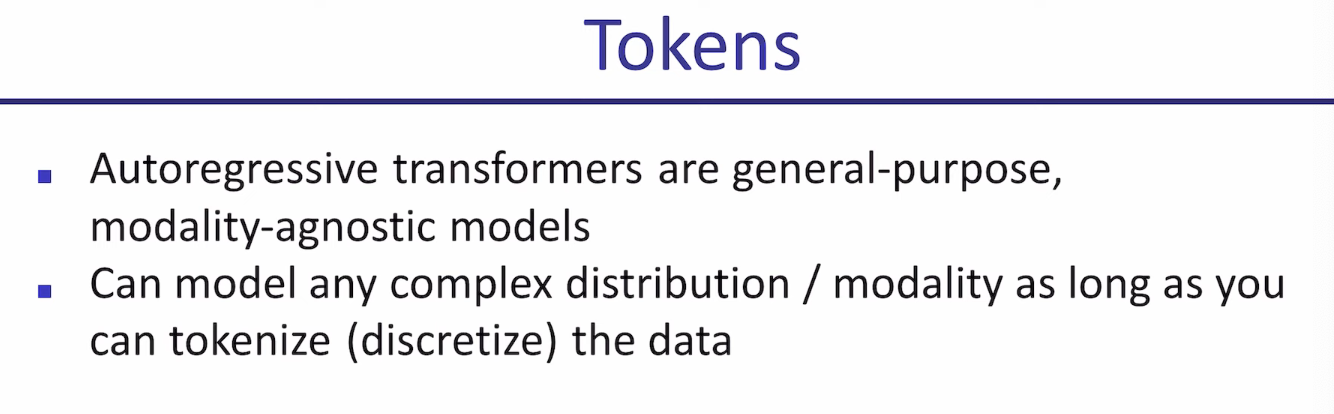 Tokens
Autoregressive transformers are general-purpose,
modality-agnostic models
Can model any complex distribution / modality as long as you
can tokenize (discretize) the data